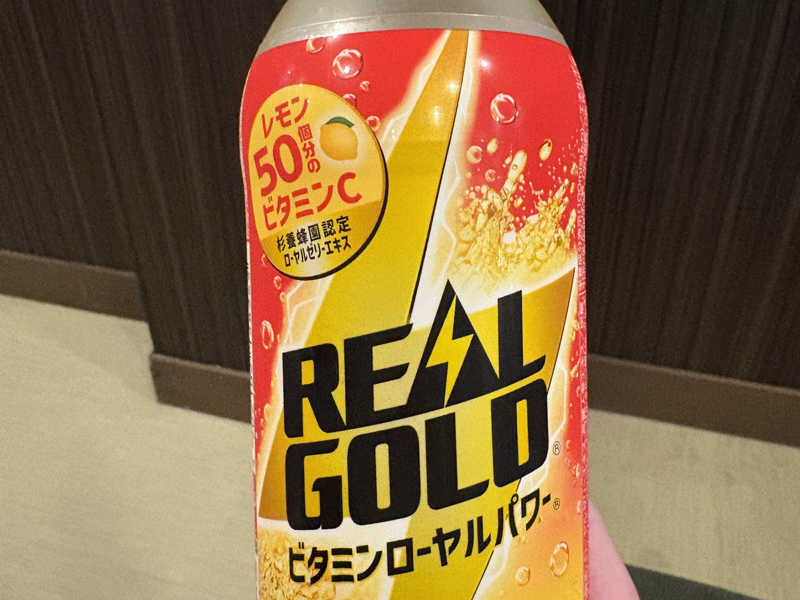 レモン
50個分の
ビタミンC
杉養蜂園認定
ローヤルゼリーエキス
REAL
GOLD®
ビタミンローヤルパワー®